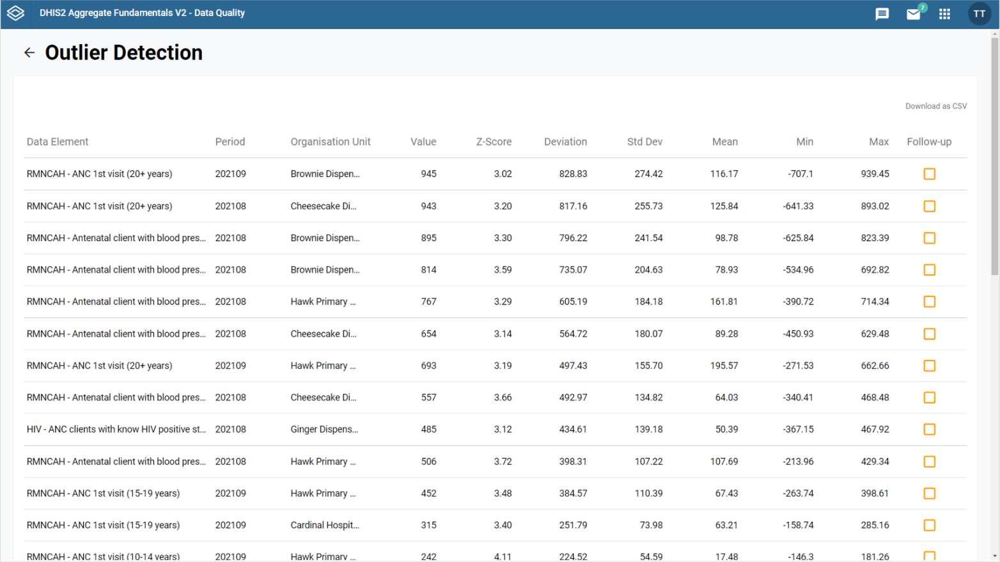 DHIS2 Aggregate Fundamentals V2 - Data Quality 7 TT
Outlier Detection
Download as CSV
Data Element Period Organisation Unit Value Z-Score Deviation Std Dev Mean Min Max Follow-up
RMNCAH - ANC 1st visit (20+ years) 202109 Brownie Dispen... 945 3.02 828.83 274.42 116.17 -707.1 939.45
RMNCAH - ANC 1st visit (20+ years) 202108 Cheesecake Di... 943 3.20 817.16 255.73 125.84 -641.33 893.02
RMNCAH - Antenatal client with blood pres... 202108 Brownie Dispen... 895 3.30 796.22 241.54 98.78 -625.84 823.39
RMNCAH - Antenatal client with blood pres... 202108 Brownie Dispen... 814 3.59 735.07 204.63 78.93 -534.96 692.82
RMNCAH - Antenatal client with blood pres... 202108 Hawk Primary ... 767 3.29 605.19 184.18 161.81 -390.72 714.34
RMNCAH - Antenatal client with blood pres... 202108 Cheesecake Di... 654 3.14 564.72 180.07 89.28 -450.93 629.48
RMNCAH - ANC 1st visit (20+ years) 202109 Hawk Primary ... 693 3.19 497.43 155.70 195.57 -271.53 662.66
RMNCAH - Antenatal client with blood pres... 202108 Cheesecake Di... 557 3.66 492.97 134.82 64.03 -340.41 468.48
HIV - ANC clients with know HIV positive st... 202108 Ginger Dispens... 485 3.12 434.61 139.18 50.39 -367.15 467.92
RMNCAH - Antenatal client with blood pres... 202108 Hawk Primary ... 506 3.72 398.31 107.22 107.69 -213.96 429.34
RMNCAH - ANC 1st visit (15-19 years) 202109 Hawk Primary ... 452 3.48 384.57 110.39 67.43 -263.74 398.61
RMNCAH - ANC 1st visit (15-19 years) 202109 Cardinal Hospit... 315 3.40 251.79 73.98 63.21 -158.74 285.16
RMNCAH - ANC 1st visit (10-14 years) 202109 Hawk Primary ... 242 4.11 224.52 54.59 17.48 -146.3 181.26